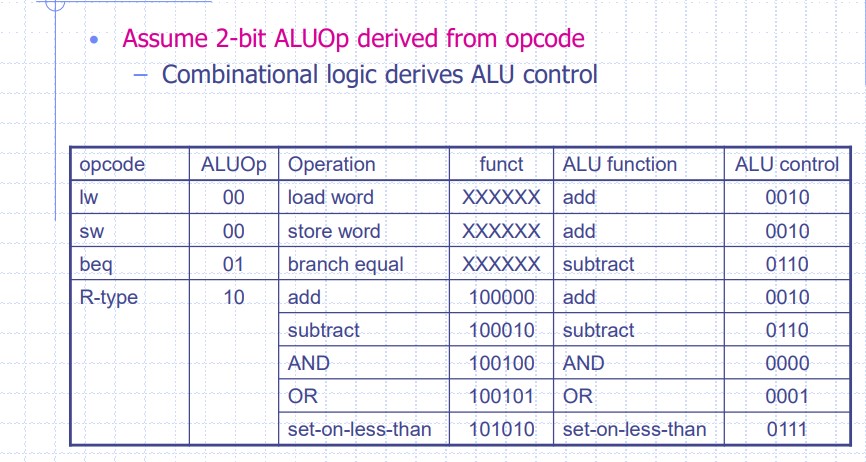 • Assume 2-bit ALUOp derived from opcode
– Combinational logic derives ALU control
opcode ALUOp Operation funct ALU function ALU control
lw 00 load word XXXXXX add 0010
sw 00 store word XXXXXX add 0010
beq 01 branch equal XXXXXX subtract 0110
R-type 10 add 100000 add 0010
subtract 100010 subtract 0110
AND 100100 AND 0000
OR 100101 OR 0001
set-on-less-than 101010 set-on-less-than 0111